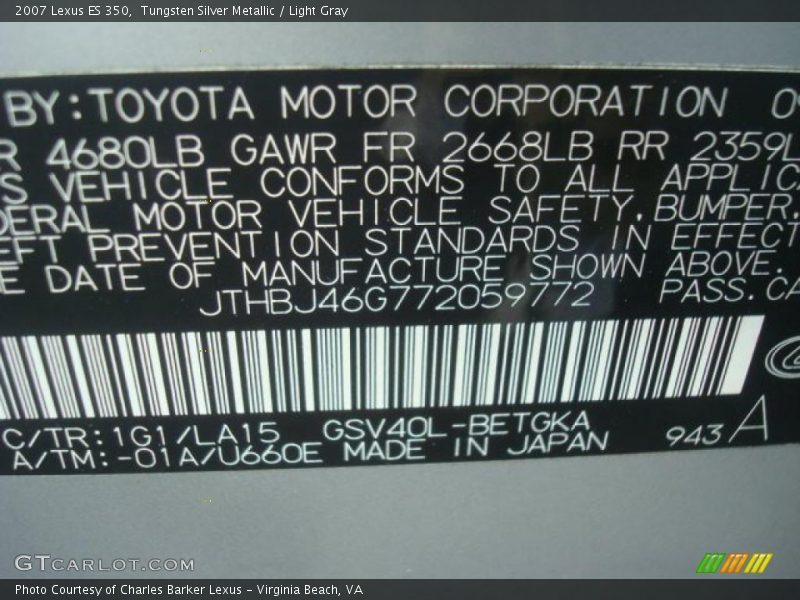 2007 Lexus ES 350, Tungsten Silver Metallic / Light Gray
BY:TOYOTA MOTOR CORPORATION
4680LB GAWR FR 2668LB RR 2359L
S VEHICLE CONFORMS TO ALL APPLICA
DERAL MOTOR VEHICLE SAFETY,BUMPER,
EFT PREVENTION STANDARDS IN EFFECT
E DATE OF MANUFACTURE SHOWN ABOVE.
JTHBJ46G772059772 PASS.CA
C/TR:1G1/LA15 GSV40L-BETGKA
A/TM:-01A/U660E MADE IN JAPAN 943 A
GTCARLOT.COM
Photo Courtesy of Charles Barker Lexus - Virginia Beach, VA